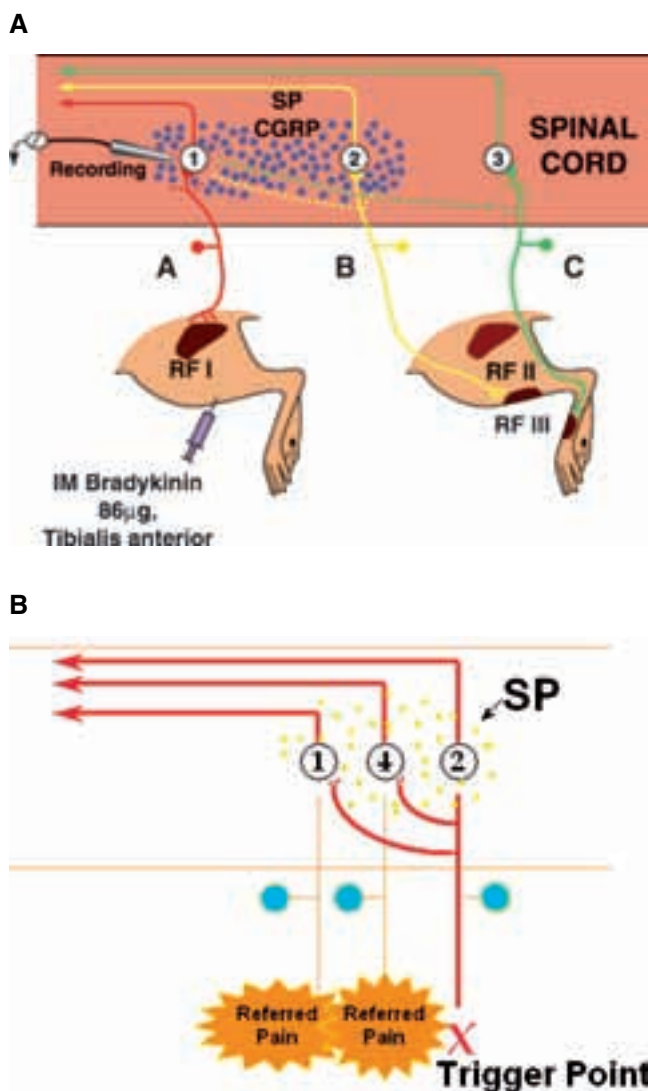 A
SP
CGRP
SPINAL
CORD
Recording
1
2
3
A
B
C
RF I
RF II
RF III
IM Bradykinin
86µg,
Tibialis anterior
B
SP
1
4
2
Referred
Pain
Referred
Pain
X
Trigger Point